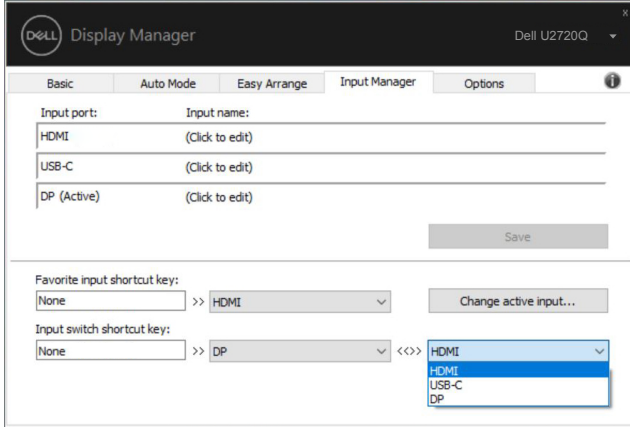 x
DELL Display Manager Dell U2720Q
Basic Auto Mode Easy Arrange Input Manager Options i
Input port: Input name:
HDMI (Click to edit)
USB-C (Click to edit)
DP (Active) (Click to edit)
Save
Favorite input shortcut key:
None >> HDMI Change active input...
Input switch shortcut key:
None >> DP <<>> HDMI
HDMI
USB-C
DP